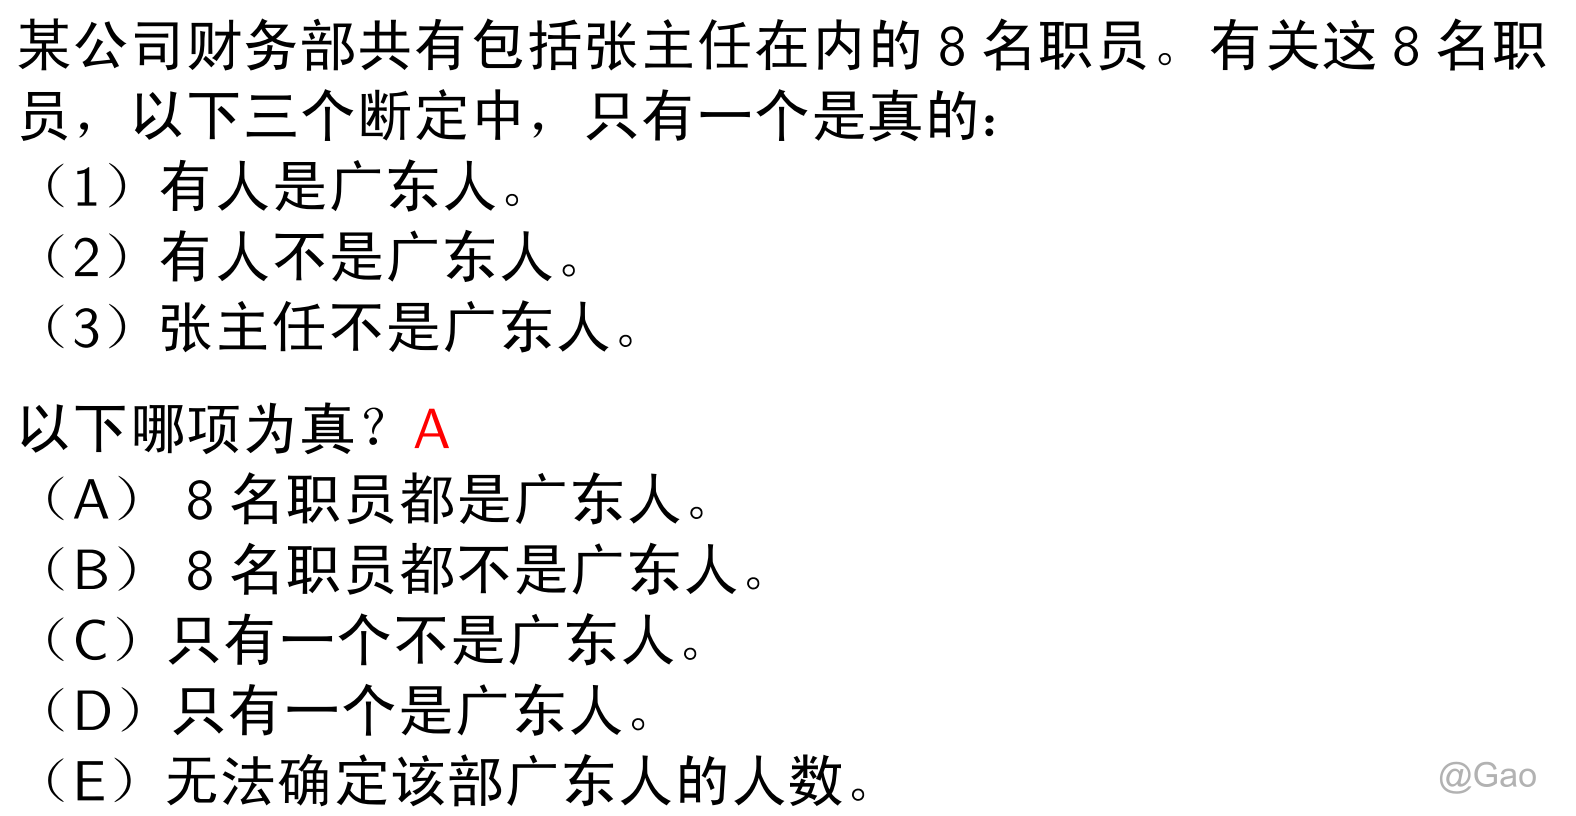 某公司财务部共有包括张主任在内的 8 名职员。有关这 8 名职
员，以下三个断定中，只有一个是真的：
（1）有人是广东人。
（2）有人不是广东人。
（3）张主任不是广东人。
以下哪项为真？A
（A） 8 名职员都是广东人。
（B） 8 名职员都不是广东人。
（C）只有一个不是广东人。
（D）只有一个是广东人。
（E）无法确定该部广东人的人数。
@Gao